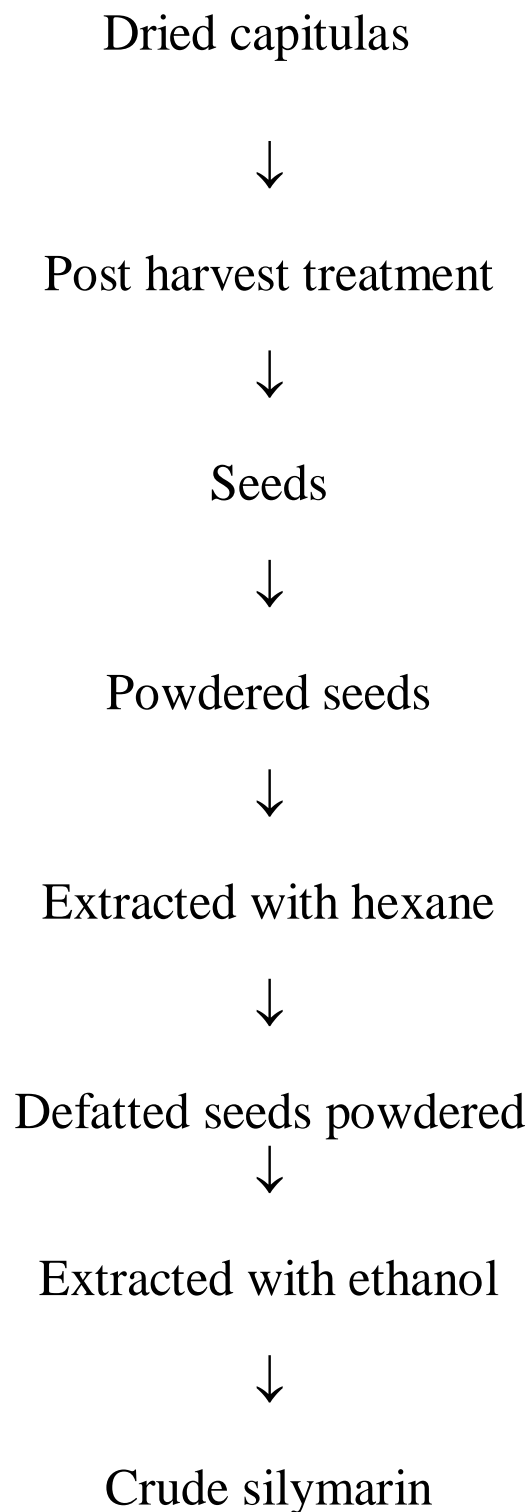 Dried capitulas
↓
Post harvest treatment
↓
Seeds
↓
Powdered seeds
↓
Extracted with hexane
↓
Defatted seeds powdered
↓
Extracted with ethanol
↓
Crude silymarin